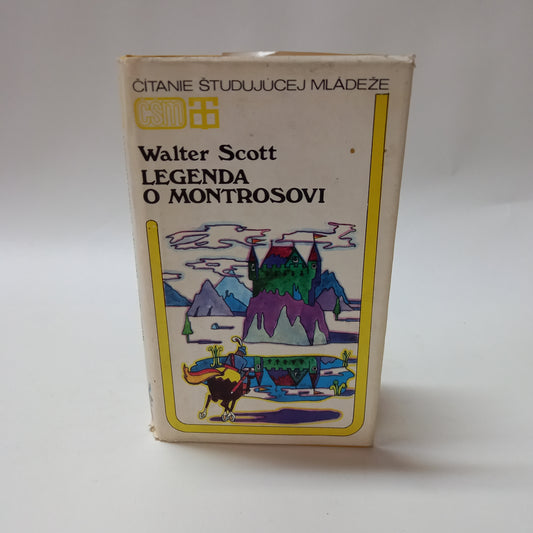 ČÍTANIE ŠTUDUJÚCEJ MLÁDEŽE
čsm
Walter Scott
LEGENDA
O MONTROSOVI